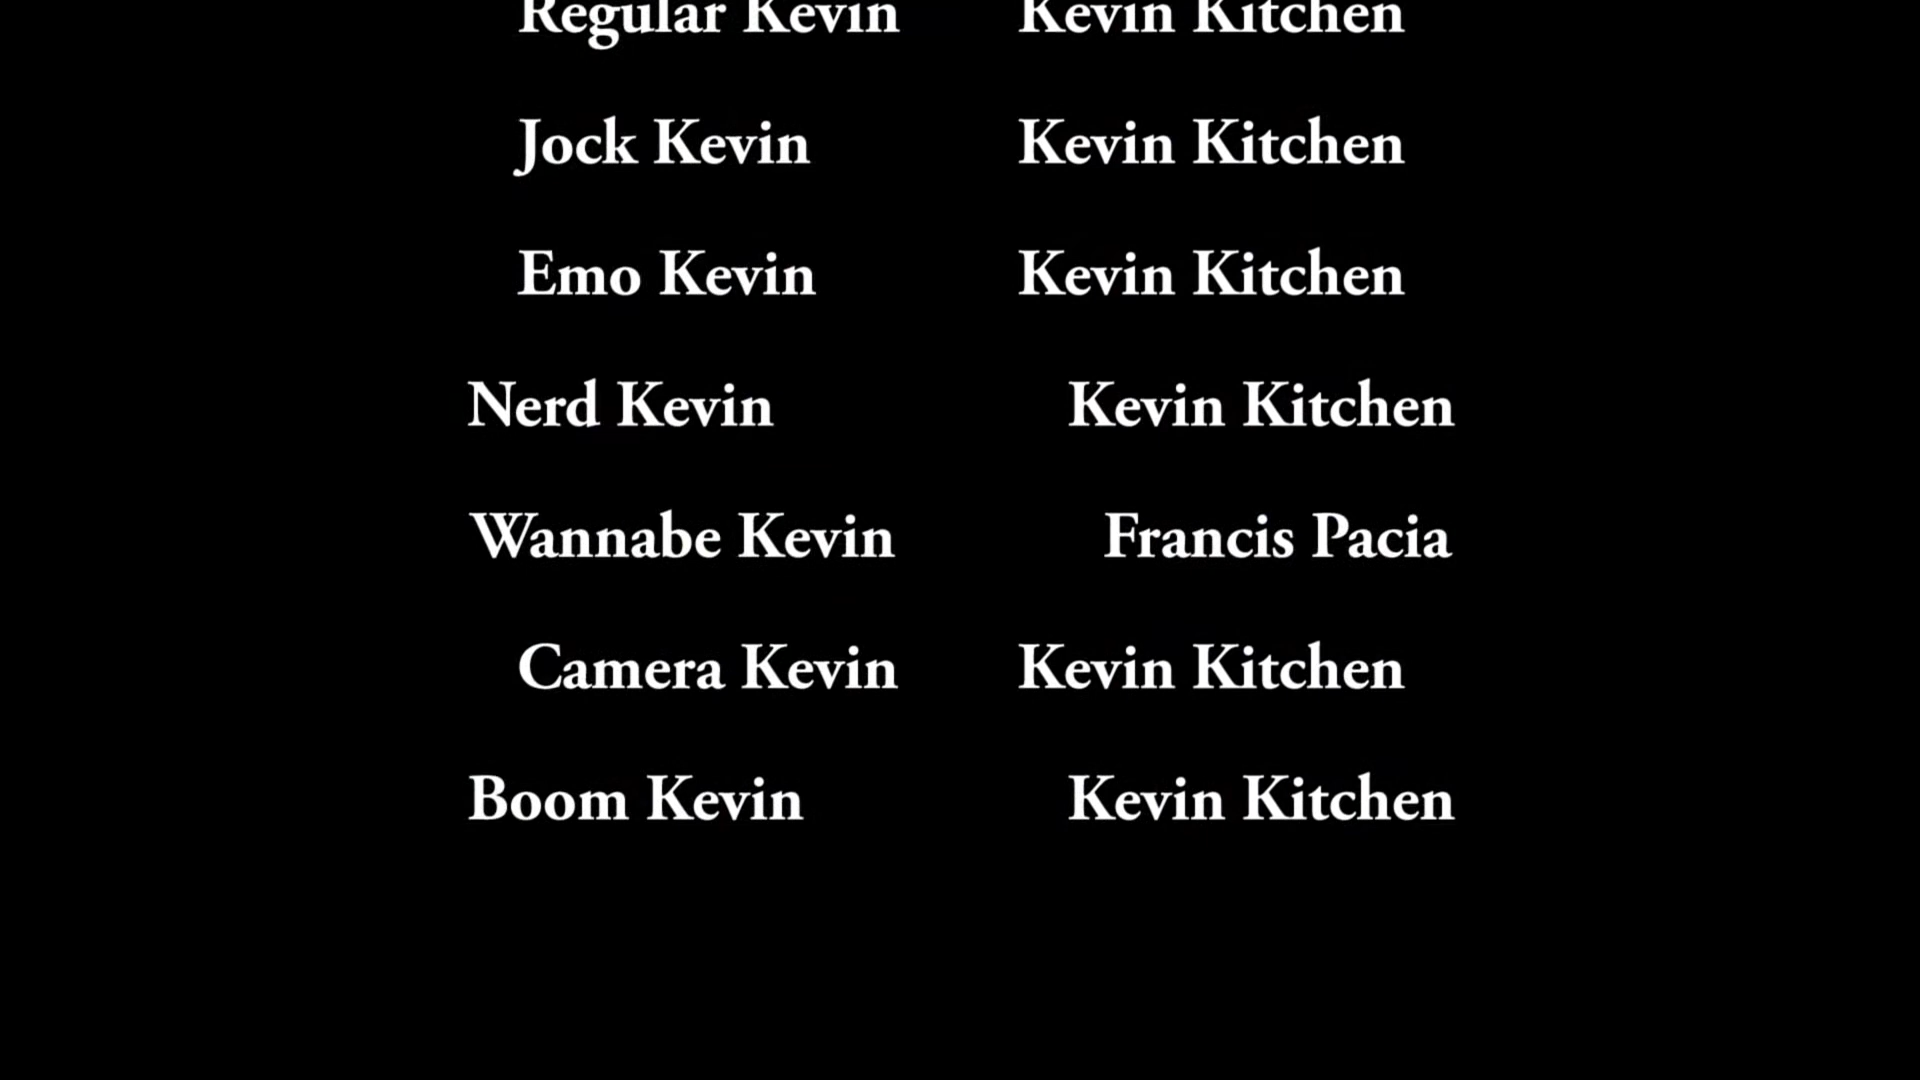 Regular Kevin Kevin Kitchen
Jock Kevin Kevin Kitchen
Emo Kevin Kevin Kitchen
Nerd Kevin Kevin Kitchen
Wannabe Kevin Francis Pacia
Camera Kevin Kevin Kitchen
Boom Kevin Kevin Kitchen